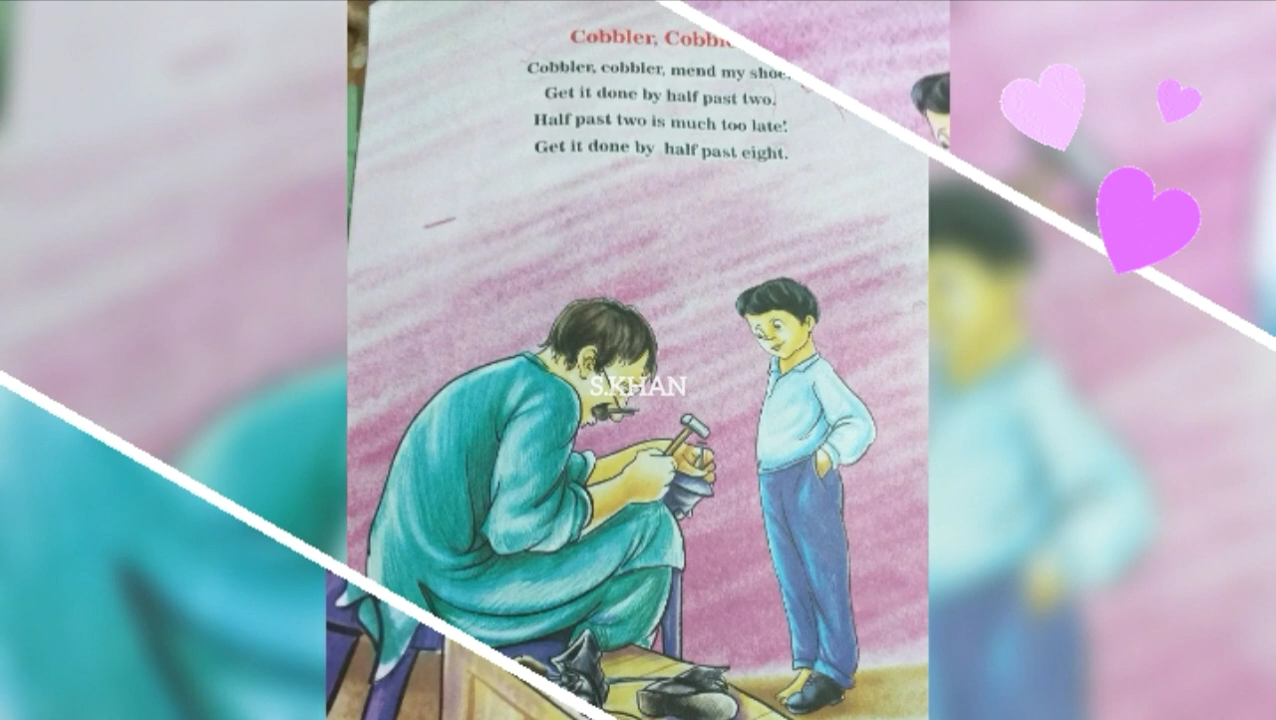 Cobbler,
Cobbler, cobbler, mend my shoe.
Get it done by half past two.
Half past two is much too late!
Get it done by half past eight.
S.KHAN